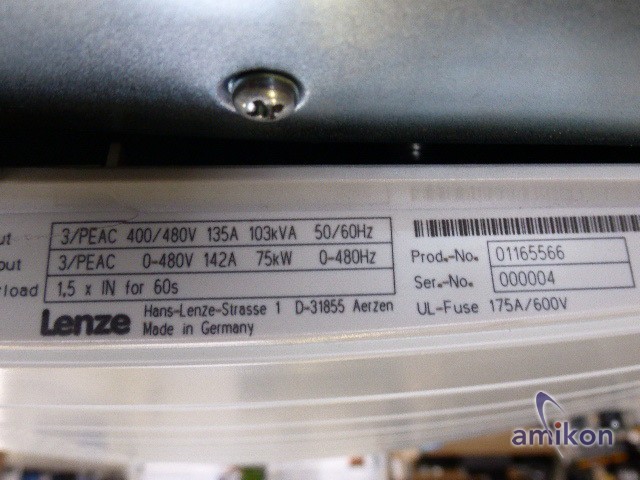 ut 3/PEAC 400/480V 135A 103kVA 50/60Hz
put 3/PEAC 0-480V 142A 75kW 0-480Hz
load 1,5 x IN for 60s
Lenze Hans-Lenze-Strasse 1 D-31855 Aerzen
Made in Germany
Prod.-No. 01165566
Ser.-No. 000004
UL-Fuse 175A/600V
amikon